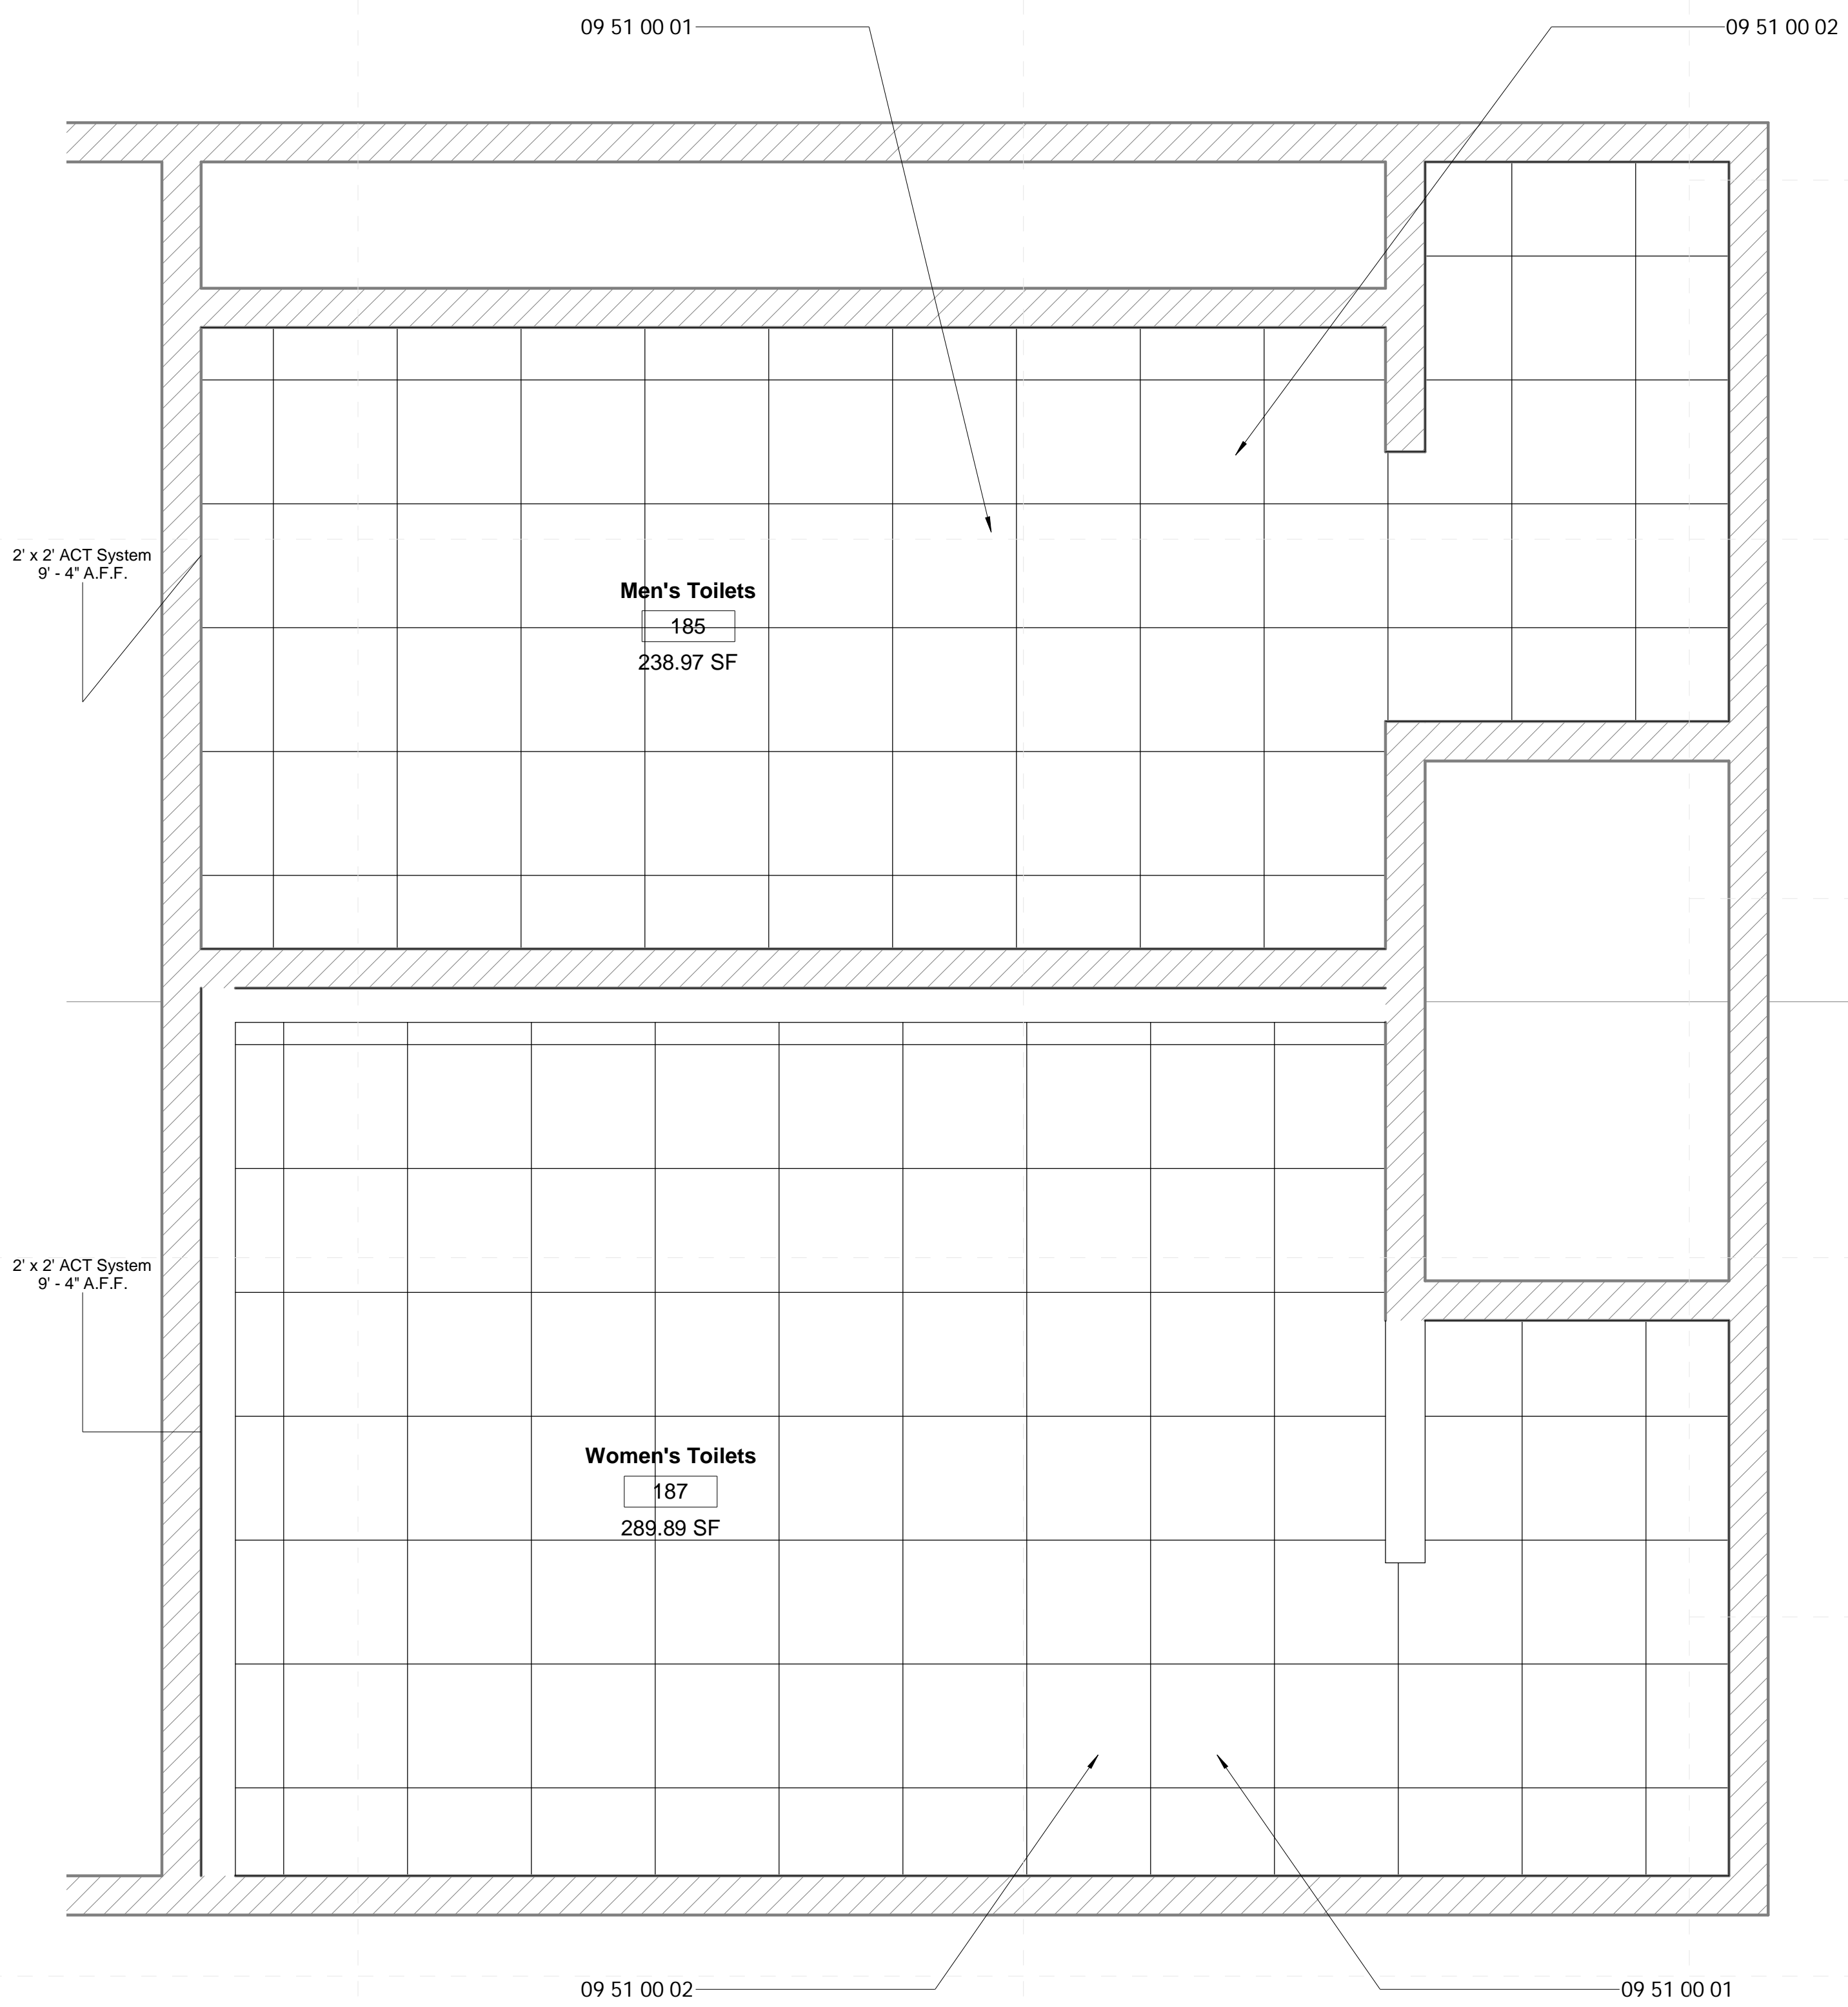 09 51 00 01
09 51 00 02
2' x 2' ACT System
9' - 4" A.F.F.
Men's Toilets
185
238.97 SF
2' x 2' ACT System
9' - 4" A.F.F.
Women's Toilets
187
289.89 SF
09 51 00 02
09 51 00 01